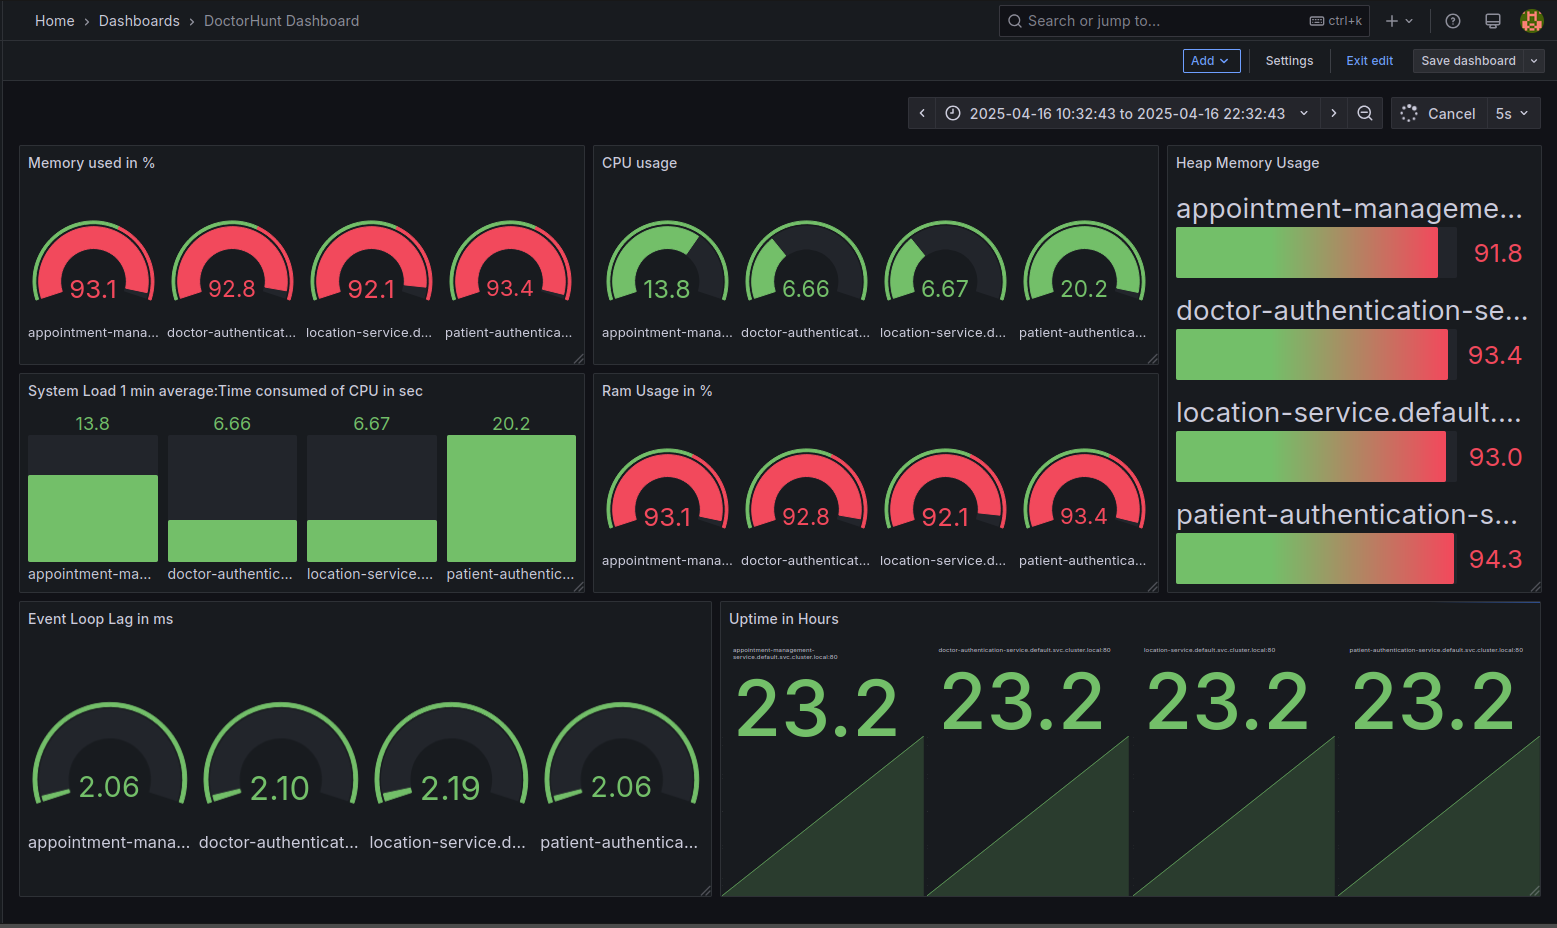 Home › Dashboards › DoctorHunt Dashboard
Search or jump to...
ctrl+k
Add
Settings
Exit edit
Save dashboard
2025-04-16 10:32:43 to 2025-04-16 22:32:43
Cancel
5s
Memory used in %
93.1
92.8
92.1
93.4
appointment-mana...
doctor-authenticat...
location-service.d...
patient-authentica...
CPU usage
13.8
6.66
6.67
20.2
appointment-mana...
doctor-authenticat...
location-service.d...
patient-authentica...
Heap Memory Usage
appointment-manageme...
91.8
doctor-authentication-se...
93.4
location-service.default....
93.0
patient-authentication-s...
94.3
System Load 1 min average:Time consumed of CPU in sec
13.8
6.66
6.67
20.2
appointment-ma...
doctor-authentic...
location-service....
patient-authentic...
Ram Usage in %
93.1
92.8
92.1
93.4
appointment-mana...
doctor-authenticat...
location-service.d...
patient-authentica...
Event Loop Lag in ms
2.06
2.10
2.19
2.06
appointment-mana...
doctor-authenticat...
location-service.d...
patient-authentica...
Uptime in Hours
appointment-management-
service.default.svc.cluster.local:80
23.2
doctor-authentication-service.default.svc.cluster.local:80
23.2
location-service.default.svc.cluster.local:80
23.2
patient-authentication-service.default.svc.cluster.local:80
23.2